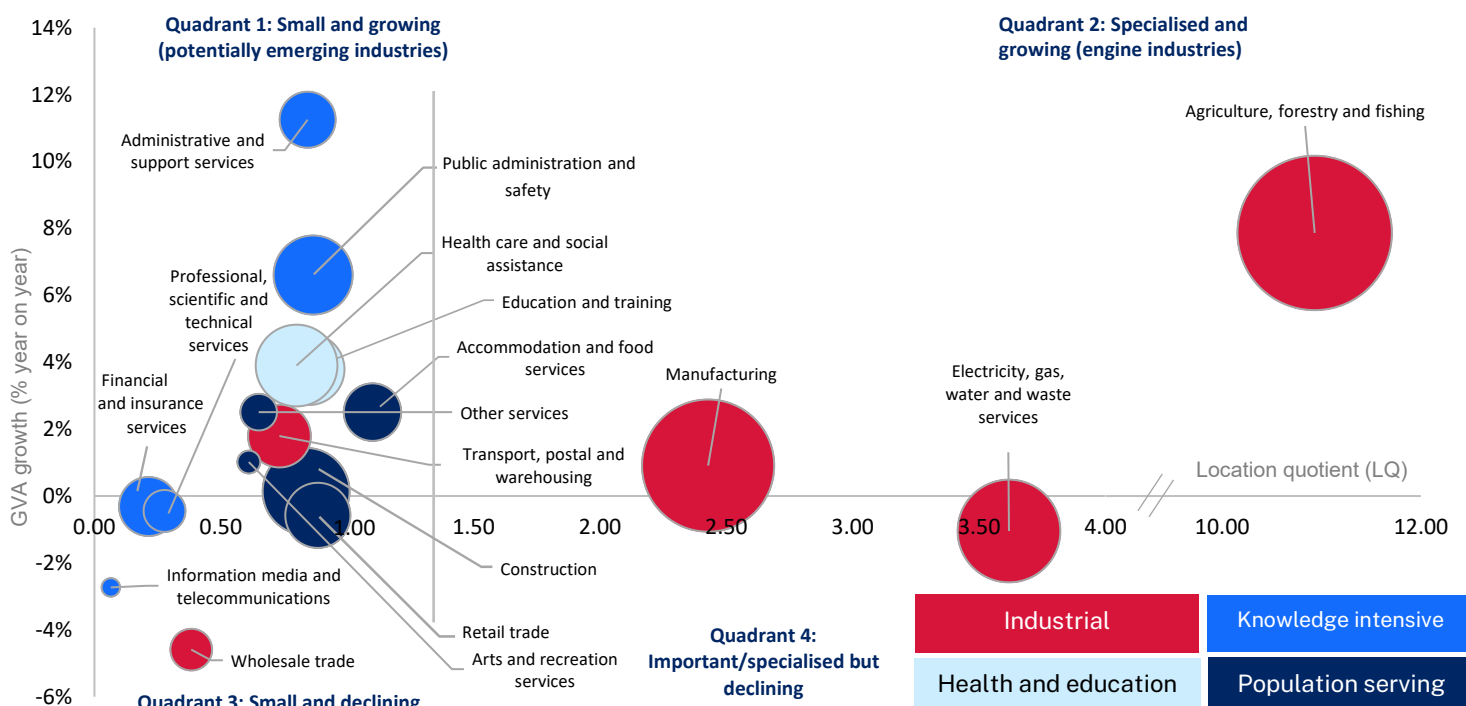 Quadrant 1: Small and growing
(potentially emerging industries)
Quadrant 2: Specialised and
growing (engine industries)
14%
12%
10%
8%
6%
4%
2%
0%
-2%
-4%
-6%
GVA growth (% year on year)
Administrative and
support services
Public administration and
safety
Health care and social
assistance
Professional,
scientific and
technical
services
Education and training
Accommodation and food
services
Financial
and insurance
services
Other services
Transport, postal and
warehousing
Manufacturing
Electricity, gas,
water and waste
services
Agriculture, forestry and fishing
Location quotient (LQ)
0.00
0.50
1.00
1.50
2.00
2.50
3.00
3.50
4.00
10.00
12.00
Information media and
telecommunications
Construction
Retail trade
Arts and recreation
services
Wholesale trade
Quadrant 3: Small and declining
Quadrant 4:
Important/specialised but
declining
Industrial
Knowledge intensive
Health and education
Population serving